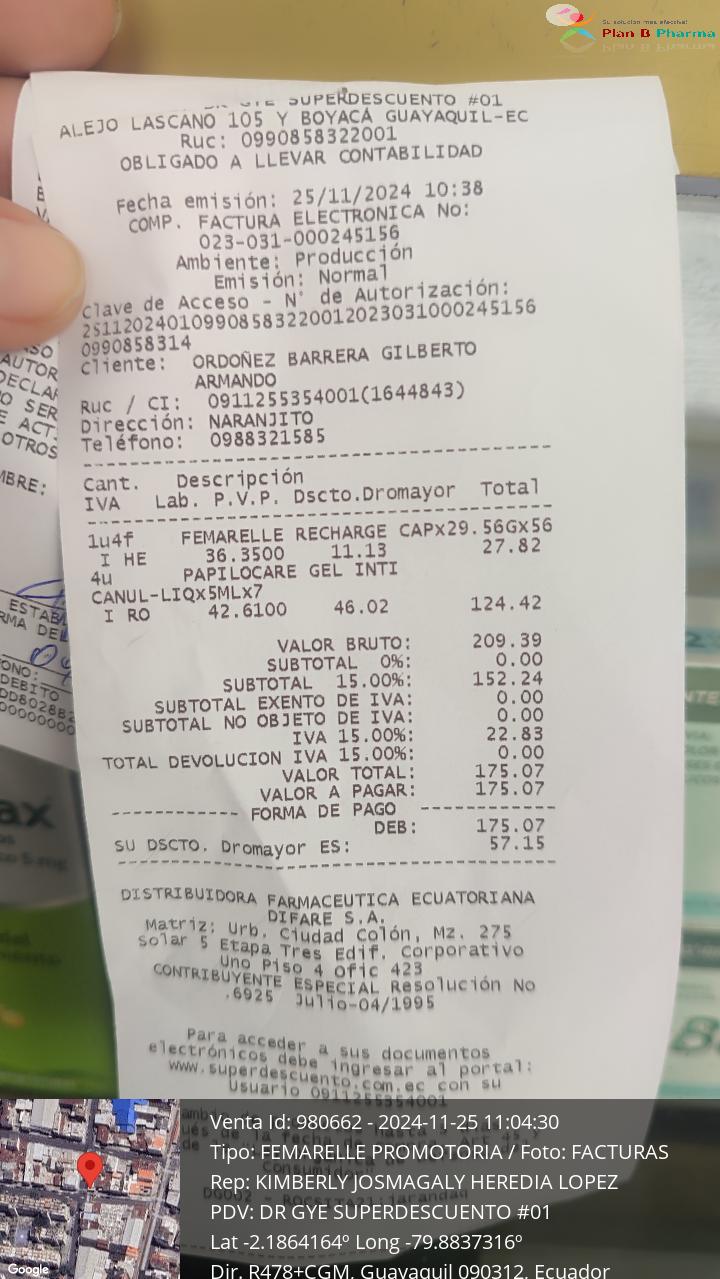 Su solución más efectiva!
Plan B Pharma
DR GYE SUPERDESCUENTO #01
ALEJO LASCANO 105 Y BOYACÁ GUAYAQUIL-EC
Ruc: 0990858322001
OBLIGADO A LLEVAR CONTABILIDAD
Fecha emisión: 25/11/2024 10:38
COMP. FACTURA ELECTRONICA No:
023-031-000245156
Ambiente: Producción
Emisión: Normal
Clave de Acceso - N° de Autorización:
251120240109908583220012023031000245156
0990858314
Cliente: ORDOÑEZ BARRERA GILBERTO
ARMANDO
Ruc / CI: 0911255354001(1644843)
Dirección: NARANJITO
Teléfono: 0988321585
Cant. Descripción
IVA Lab. P.V.P. Dscto.Dromayor Total
1u4f FEMARELLE RECHARGE CAPx29.56Gx56
I HE 36.3500 11.13 27.82
4u PAPILOCARE GEL INTI
CANUL-LIQx5MLx7
I RO 42.6100 46.02 124.42
VALOR BRUTO: 209.39
SUBTOTAL 0%: 0.00
SUBTOTAL 15.00%: 152.24
SUBTOTAL EXENTO DE IVA: 0.00
SUBTOTAL NO OBJETO DE IVA: 0.00
IVA 15.00%: 22.83
TOTAL DEVOLUCION IVA 15.00%: 0.00
VALOR TOTAL: 175.07
VALOR A PAGAR: 175.07
----------- FORMA DE PAGO -----------
DEB: 175.07
SU DSCTO. Dromayor ES: 57.15
DISTRIBUIDORA FARMACEUTICA ECUATORIANA
DIFARE S.A.
Matriz: Urb. Ciudad Colón, Mz. 275
Solar 5 Etapa Tres Edif. Corporativo
Uno Piso 4 Ofic 423
CONTRIBUYENTE ESPECIAL Resolución No
.6925 Julio-04/1995
Para acceder a sus documentos
electrónicos debe ingresar al portal:
www.superdescuento.com.ec con su
Usuario 0911255354001
Venta Id: 980662 - 2024-11-25 11:04:30
Tipo: FEMARELLE PROMOTORIA / Foto: FACTURAS
Rep: KIMBERLY JOSMAGALY HEREDIA LOPEZ
PDV: DR GYE SUPERDESCUENTO #01
Lat -2.1864164º Long -79.8837316º
Dir. R478+CGM, Guayaquil 090312, Ecuador
Google